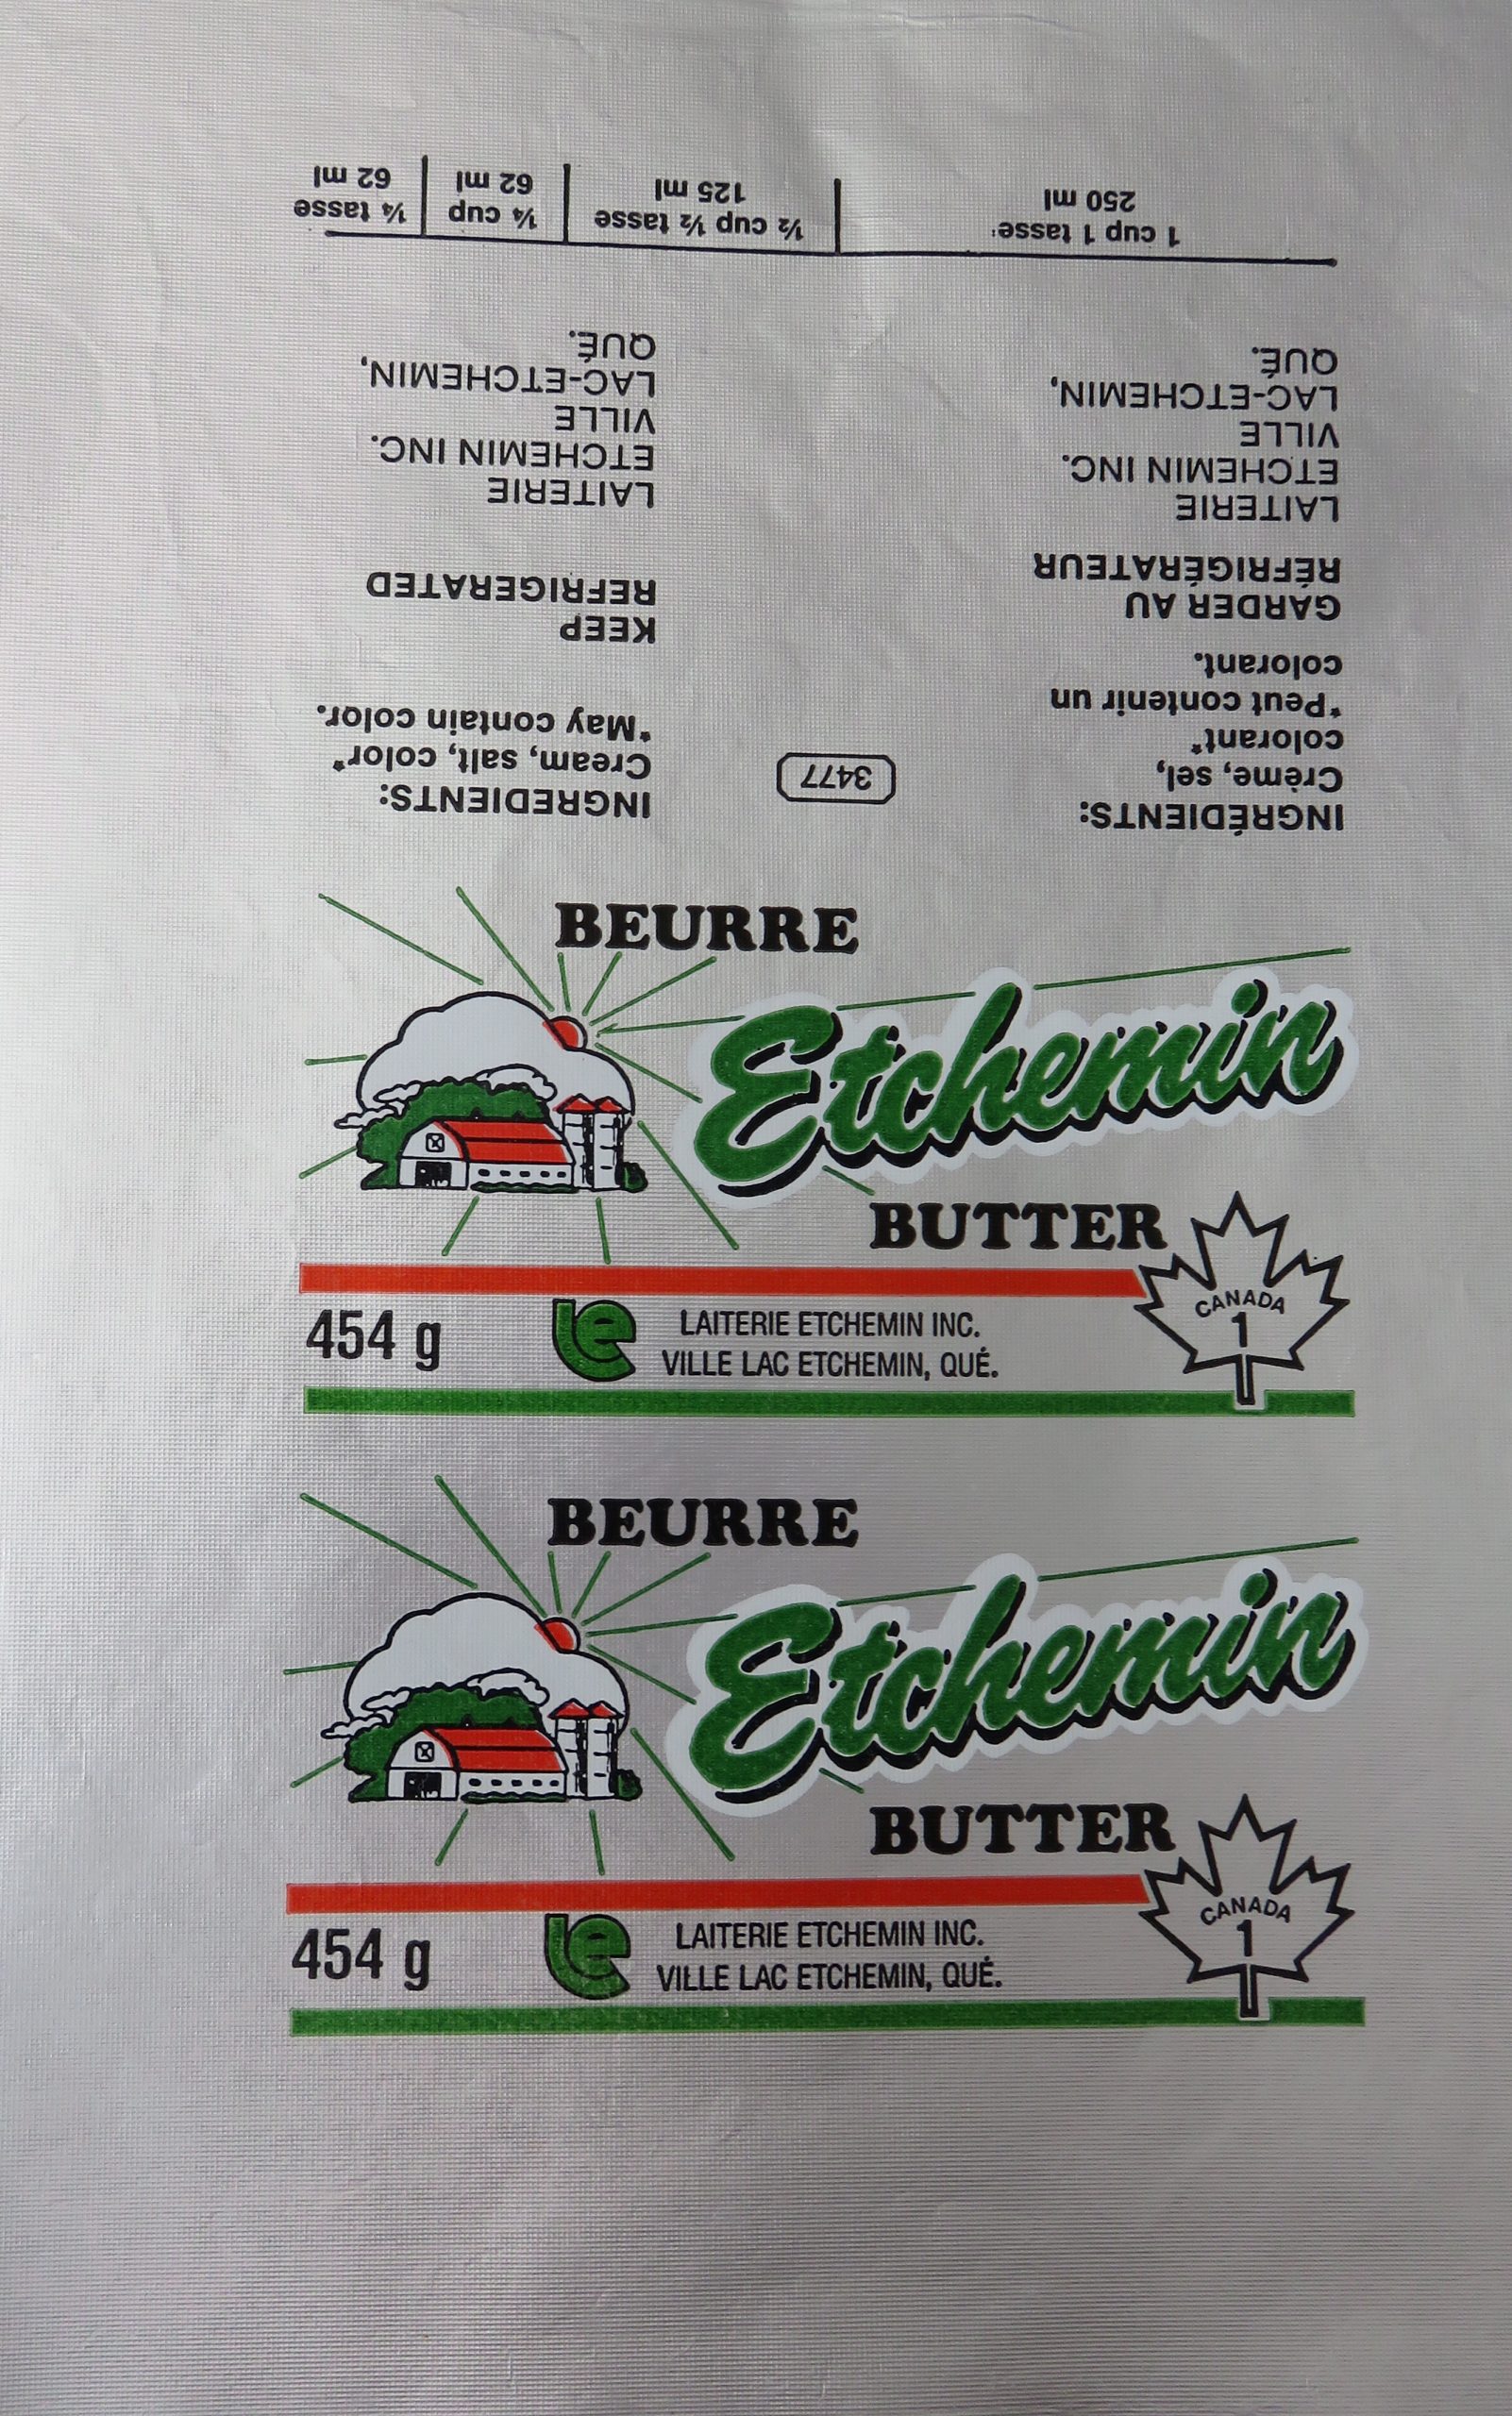 1 cup 1 tasse
250 ml
½ cup ½ tasse
125 ml
¼ cup
62 ml
¼ tasse
62 ml
INGRÉDIENTS:
Crème, sel,
colorant*
*Peut contenir un
colorant.
GARDER AU
RÉFRIGÉRATEUR
LAITERIE
ETCHEMIN INC.
VILLE
LAC-ETCHEMIN,
QUÉ.
3477
INGREDIENTS:
Cream, salt, color*
*May contain color.
KEEP
REFRIGERATED
LAITERIE
ETCHEMIN INC.
VILLE
LAC-ETCHEMIN,
QUÉ.
BEURRE
Etchemin
BUTTER
CANADA
1
454 g
le
LAITERIE ETCHEMIN INC.
VILLE LAC ETCHEMIN, QUÉ.
BEURRE
Etchemin
BUTTER
CANADA
1
454 g
le
LAITERIE ETCHEMIN INC.
VILLE LAC ETCHEMIN, QUÉ.